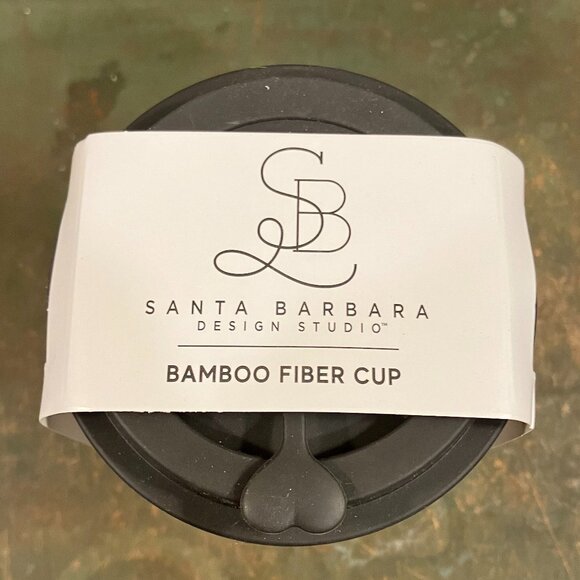 SB
SANTA BARBARA
DESIGN STUDIO™
BAMBOO FIBER CUP